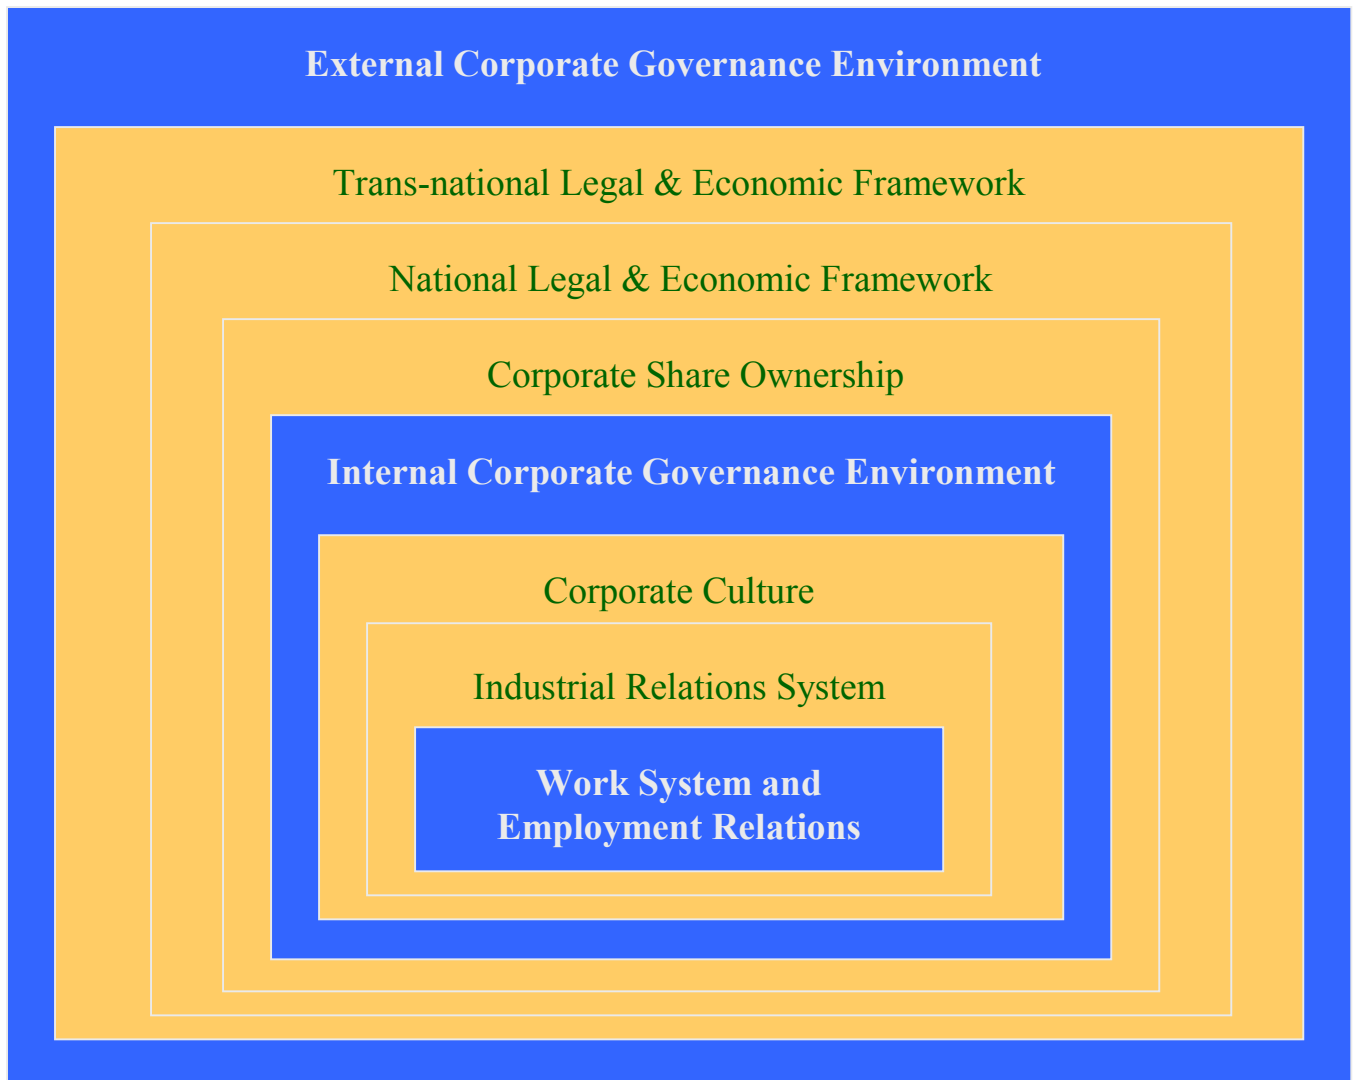 External Corporate Governance Environment
Trans-national Legal & Economic Framework
National Legal & Economic Framework
Corporate Share Ownership
Internal Corporate Governance Environment
Corporate Culture
Industrial Relations System
Work System and
Employment Relations